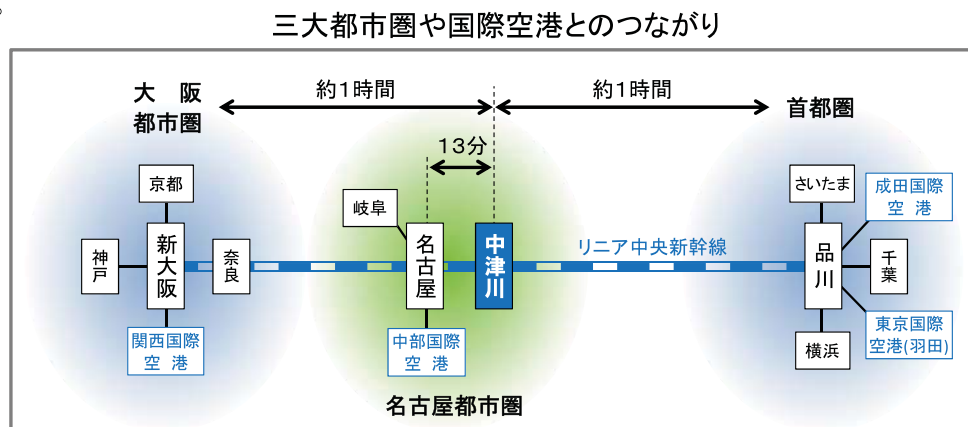 三大都市圏や国際空港とのつながり
大 阪
都市圏
約1時間
約1時間
首都圏
13分
京都
神戸
新大阪
奈良
関西国際
空 港
岐阜
名古屋
中津川
中部国際
空 港
名古屋都市圏
リニア中央新幹線
さいたま
成田国際
空 港
品川
千葉
横浜
東京国際
空港(羽田)